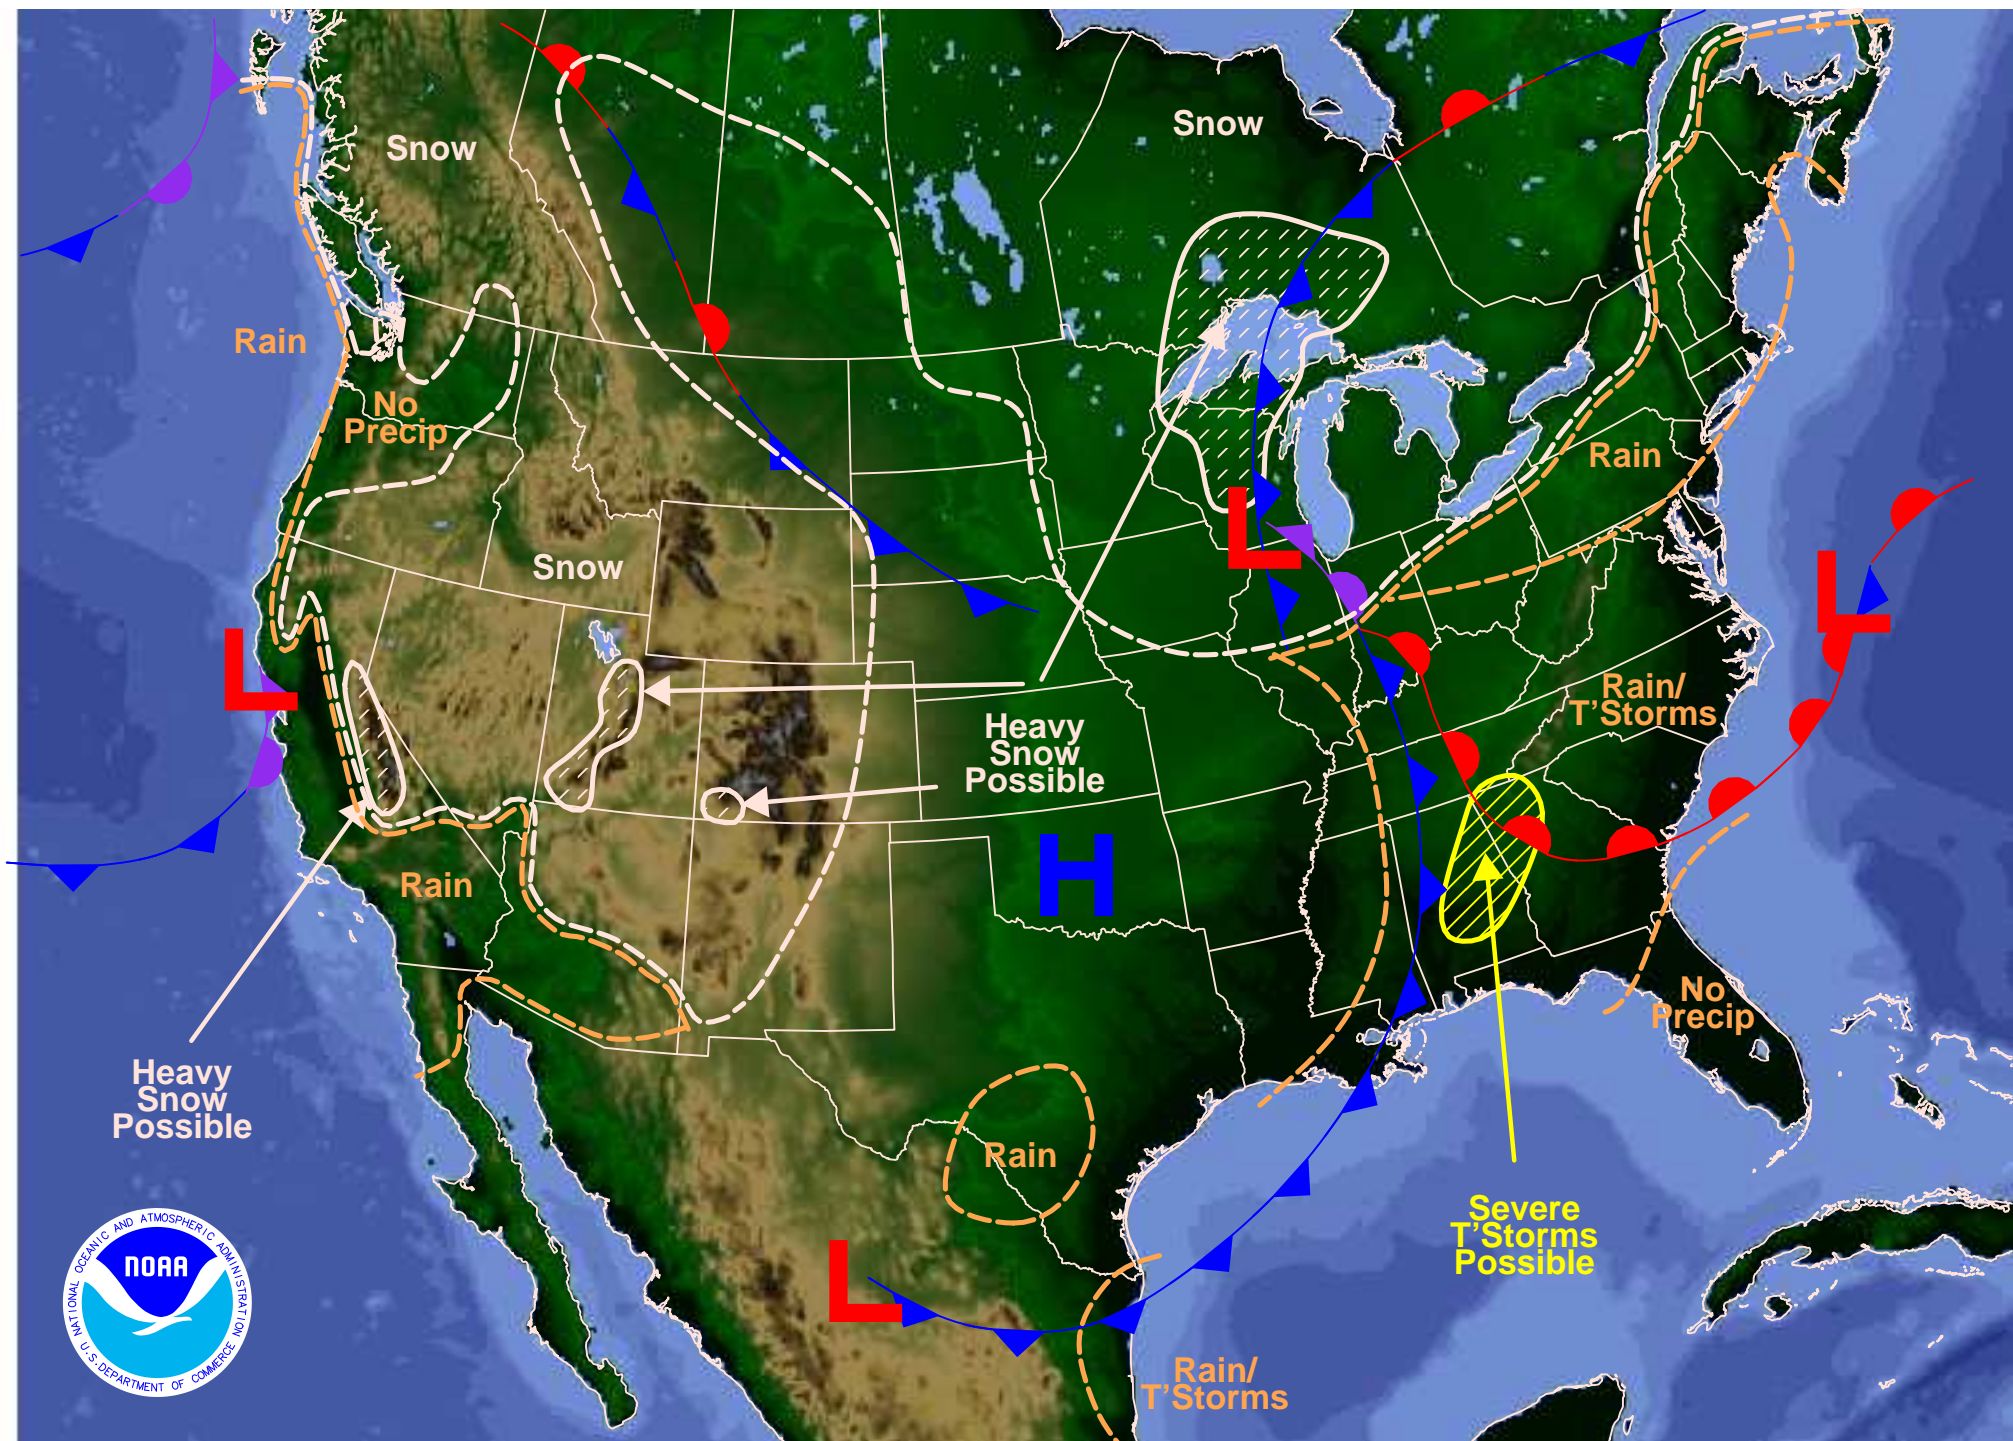 Snow
Snow
Rain
No
Precip
Rain
Snow
L
L
L
Rain/
T'Storms
Heavy
Snow
Possible
H
Rain
No
Precip
Heavy
Snow
Possible
Rain
Severe
T'Storms
Possible
L
Rain/
T'Storms
NATIONAL OCEANIC AND ATMOSPHERIC ADMINISTRATION
NOAA
U.S. DEPARTMENT OF COMMERCE